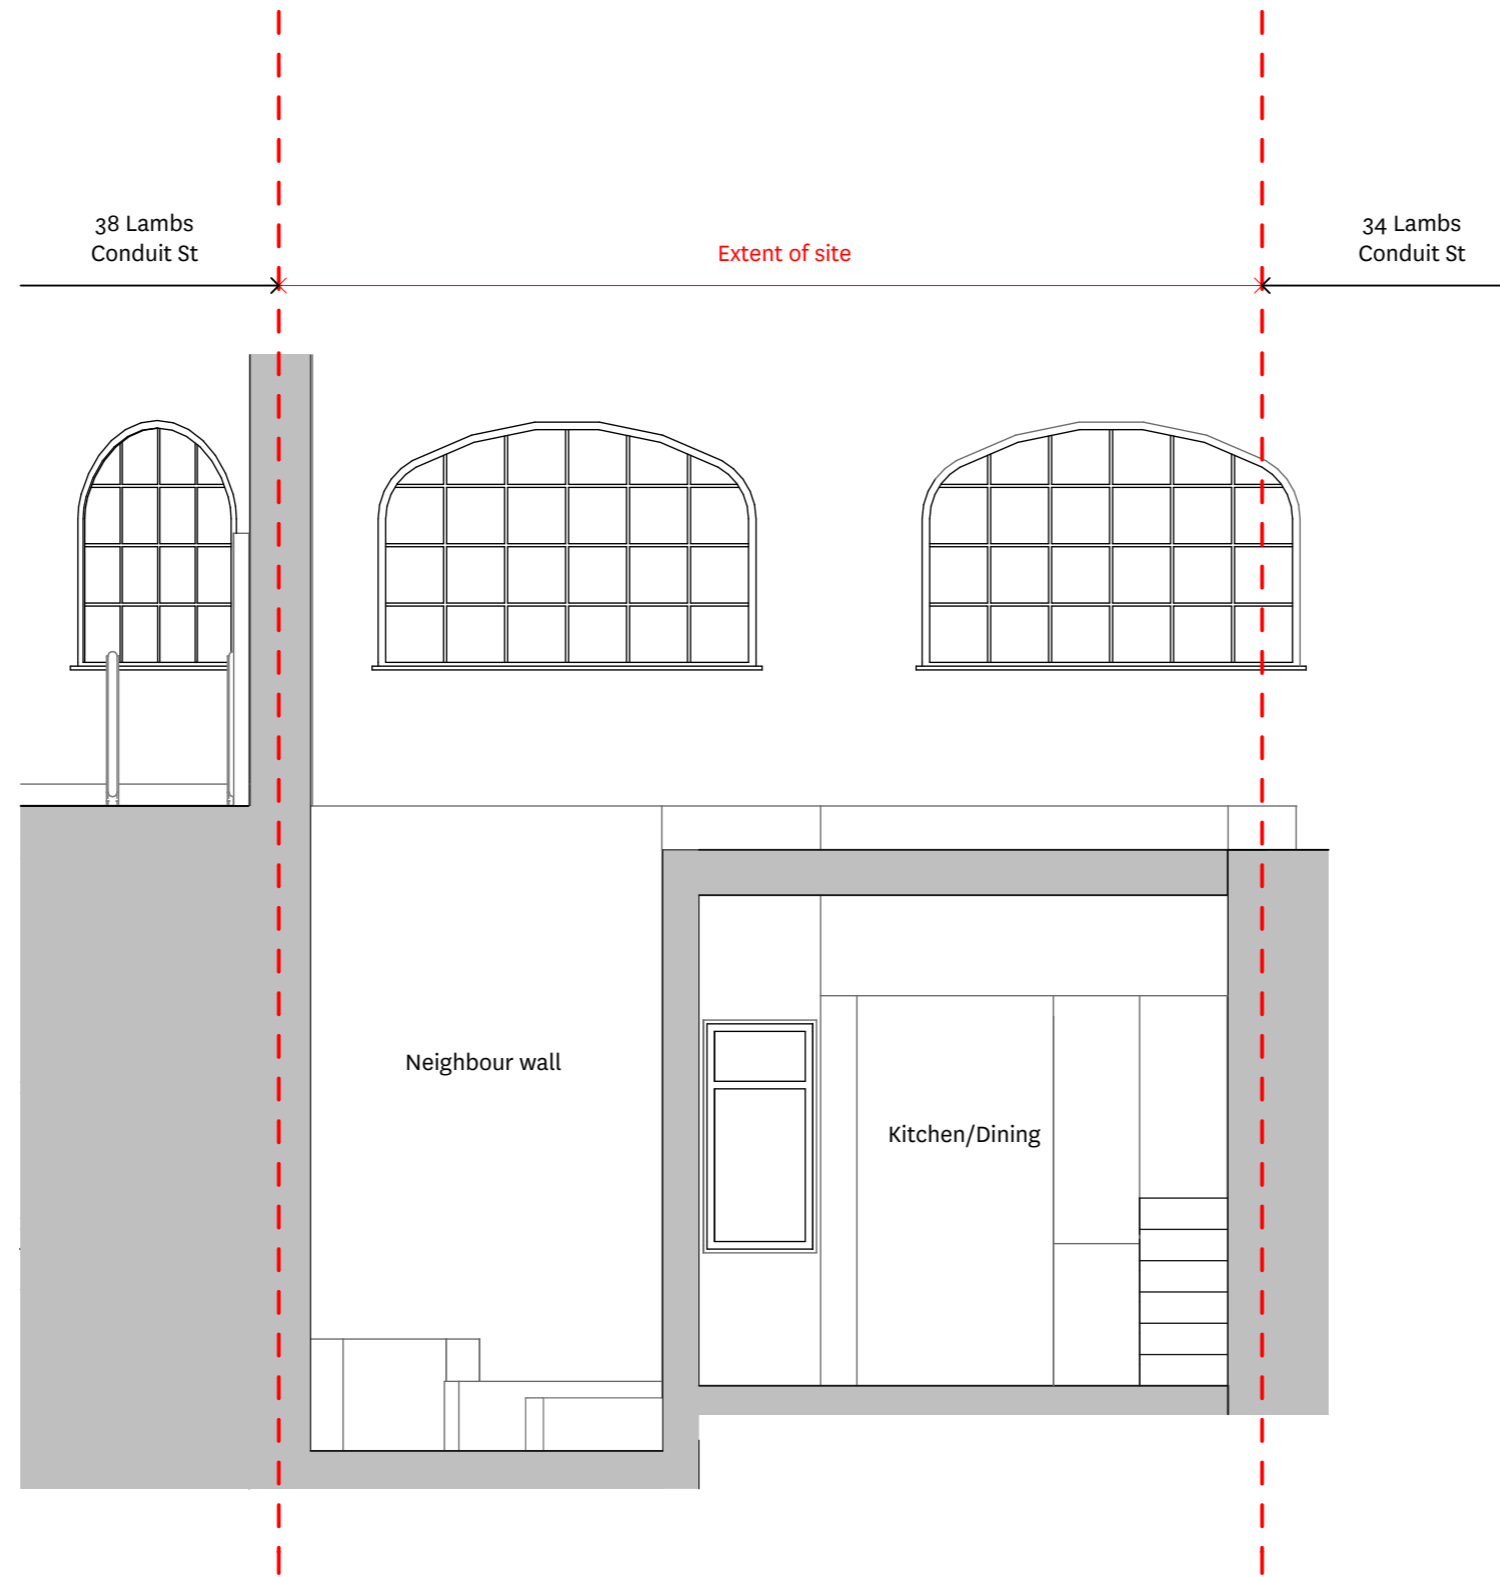 38 Lambs
Conduit St
Extent of site
34 Lambs
Conduit St
Neighbour wall
Kitchen/Dining